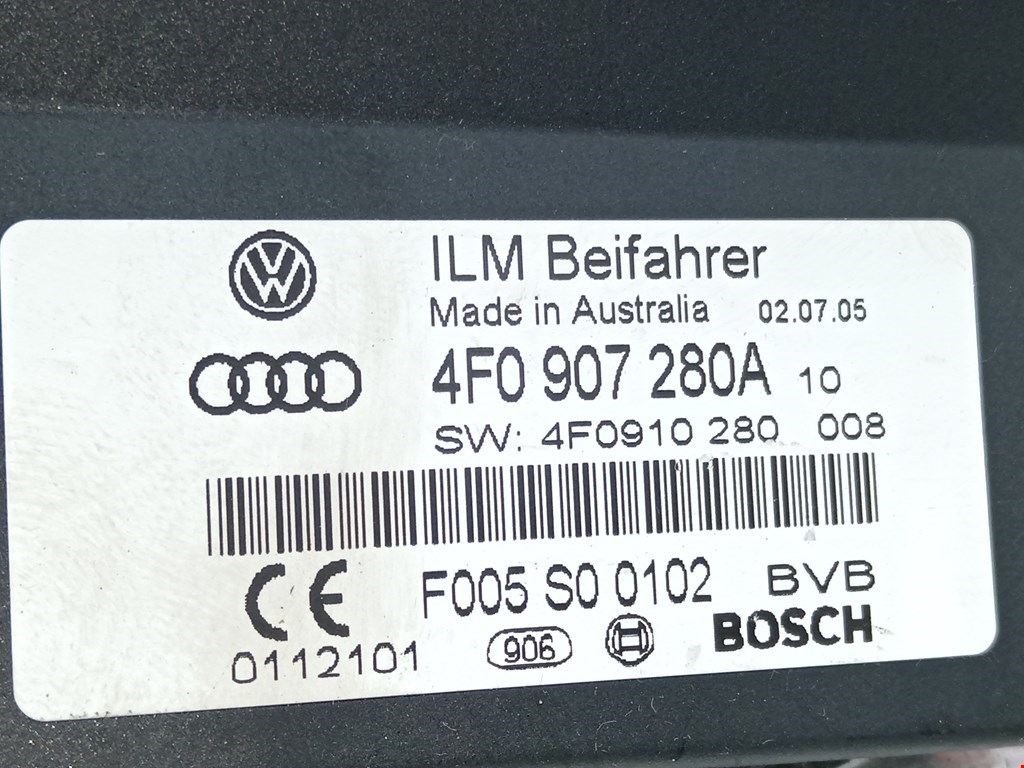 ILM Beifahrer
Made in Australia 02.07.05
4F0 907 280A 10
SW: 4F0910 280 008
F005 S0 0102 BVB
0112101 906 BOSCH